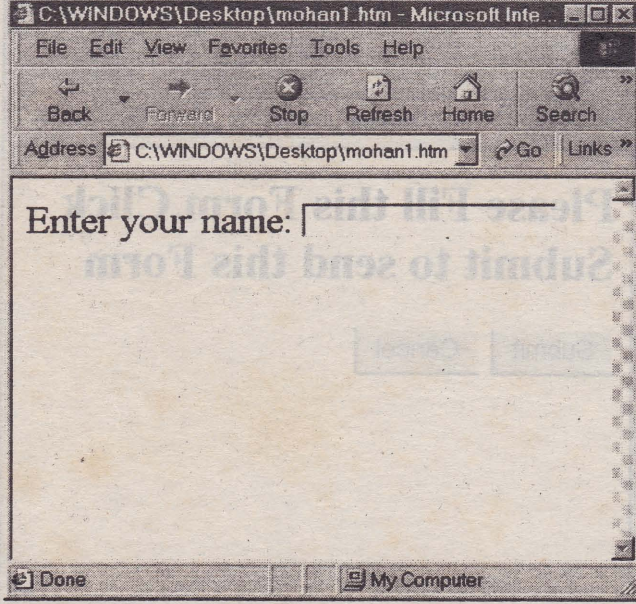 C:\WINDOWS\Desktop\mohan1.htm - Microsoft Inte...
File Edit View Favorites Tools Help
Back Forward Stop Refresh Home Search »
Address C:\WINDOWS\Desktop\mohan1.htm Go Links »
Enter your name:
Please Fill this Form Click
Submit to send this Form
Submit Cancel
Done My Computer